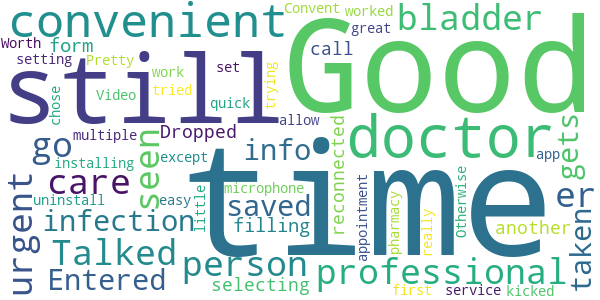 convenient
Good
Convent
worked
bladder
great
Worth
form
setting
Pretty
call
still
work
set
trying
Video
tried
chose
quick
doctor
allow
multiple
Dropped
gets
go
seen
info
reconnected
installing
except
app
care
time
Otherwise
er
urgent
uninstall
easy
little
microphone
saved
appointment
pharmacy
really
another
taken
infection
filling
Talked
person
professional
Entered
selecting
first
service
kicked